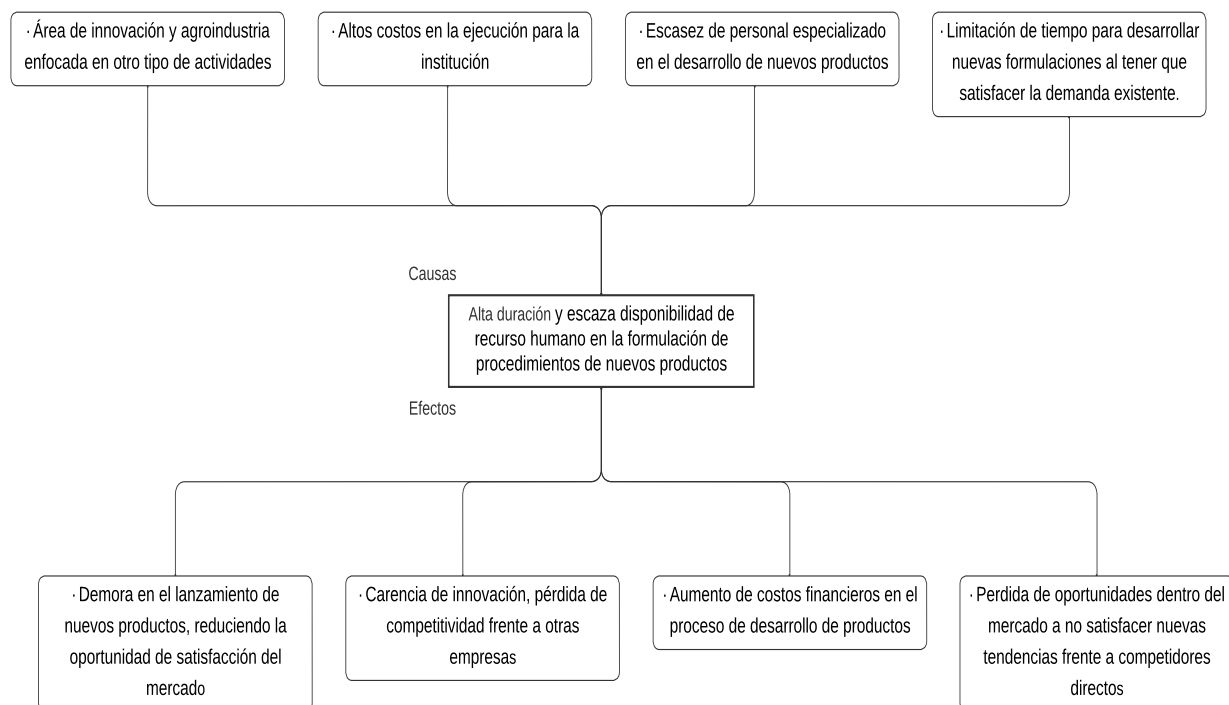 · Área de innovación y agroindustria
enfocada en otro tipo de actividades
· Altos costos en la ejecución para la
institución
· Escasez de personal especializado
en el desarrollo de nuevos productos
· Limitación de tiempo para desarrollar
nuevas formulaciones al tener que
satisfacer la demanda existente.
Causas
Alta duración y escaza disponibilidad de
recurso humano en la formulación de
procedimientos de nuevos productos
Efectos
· Demora en el lanzamiento de
nuevos productos, reduciendo la
oportunidad de satisfacción del
mercado
· Carencia de innovación, pérdida de
competitividad frente a otras
empresas
· Aumento de costos financieros en el
proceso de desarrollo de productos
· Perdida de oportunidades dentro del
mercado a no satisfacer nuevas
tendencias frente a competidores
directos